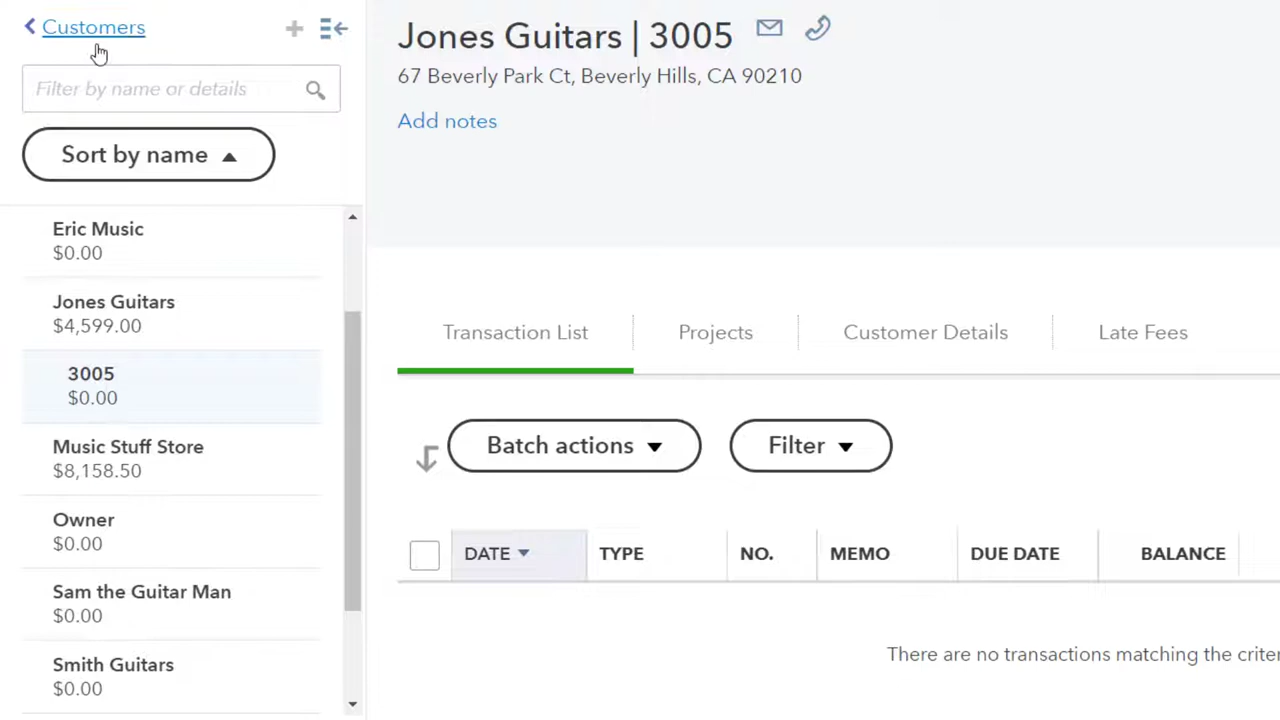 Customers
Filter by name or details
Sort by name
Eric Music
$0.00
Jones Guitars
$4,599.00
3005
$0.00
Music Stuff Store
$8,158.50
Owner
$0.00
Sam the Guitar Man
$0.00
Smith Guitars
$0.00
Jones Guitars | 3005
67 Beverly Park Ct, Beverly Hills, CA 90210
Add notes
Transaction List Projects Customer Details Late Fees
Batch actions Filter
DATE TYPE NO. MEMO DUE DATE BALANCE
There are no transactions matching the criter